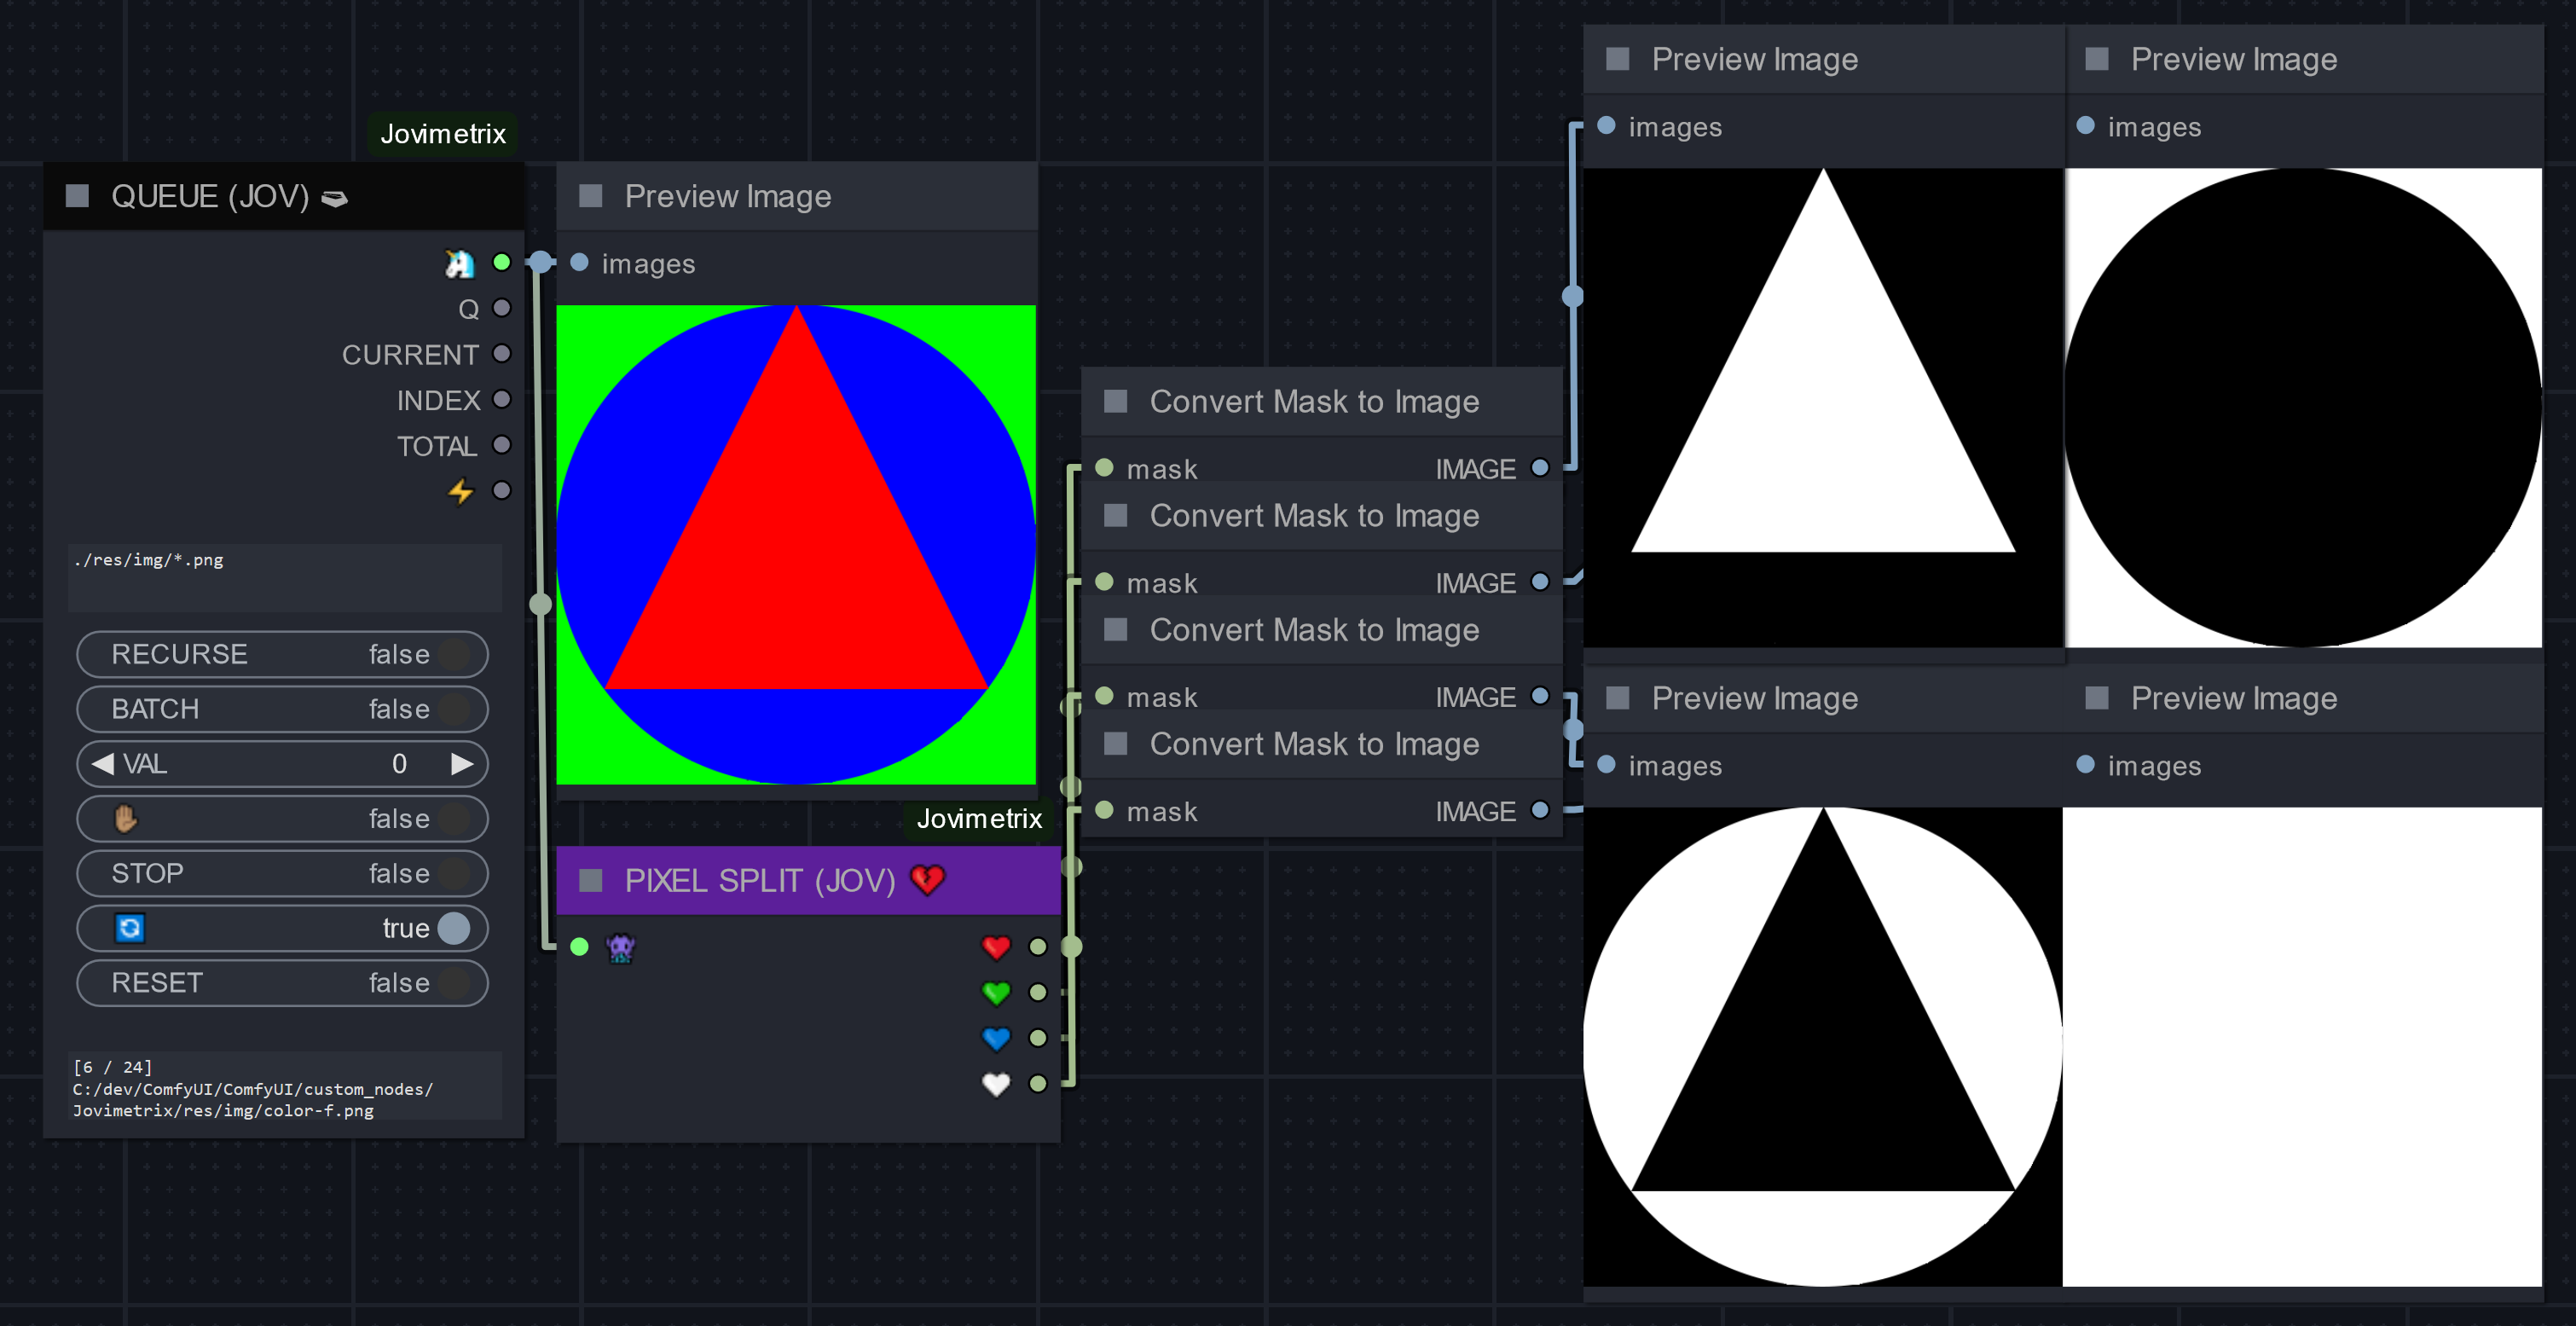 Jovimetrix
QUEUE (JOV)
Q
CURRENT
INDEX
TOTAL
./res/img/*.png
RECURSE false
BATCH false
VAL 0
false
STOP false
true
RESET false
[6 / 24]
C:/dev/ComfyUI/ComfyUI/custom_nodes/
Jovimetrix/res/img/color-f.png
Preview Image
images
Jovimetrix
PIXEL SPLIT (JOV)
Convert Mask to Image
mask IMAGE
Convert Mask to Image
mask IMAGE
Convert Mask to Image
mask IMAGE
Convert Mask to Image
mask IMAGE
Preview Image
images
Preview Image
images
Preview Image
images
Preview Image
images